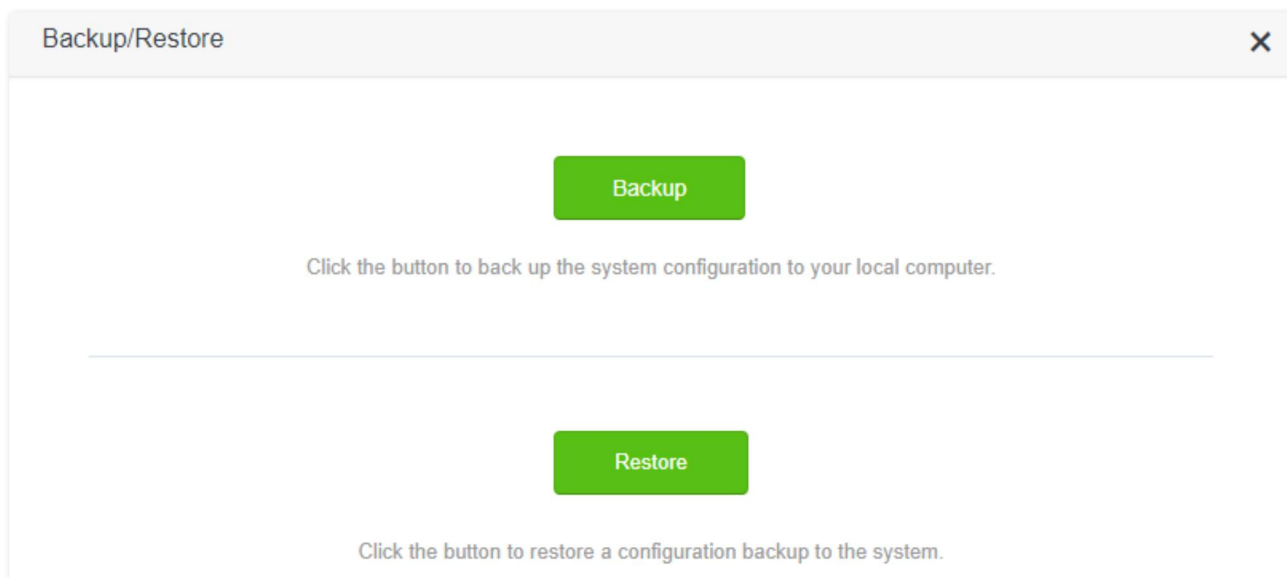 Backup/Restore
Backup
Click the button to back up the system configuration to your local computer.
Restore
Click the button to restore a configuration backup to the system.